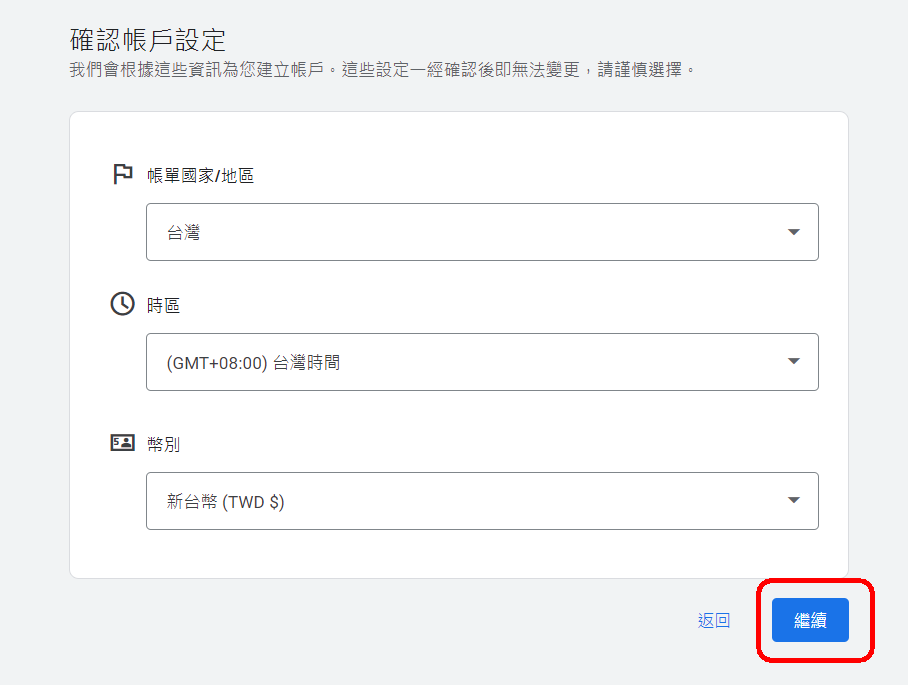 確認帳戶設定
我們會根據這些資訊為您建立帳戶。這些設定一經確認後即無法變更，請謹慎選擇。
帳單國家/地區
台灣
時區
(GMT+08:00) 台灣時間
幣別
新台幣 (TWD $)
返回
繼續